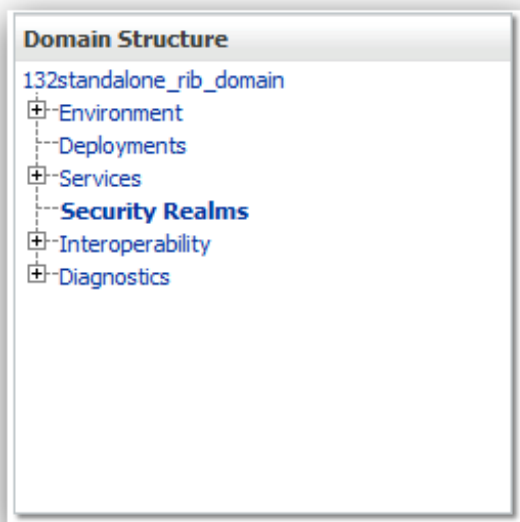 Domain Structure
132standalone_rib_domain
Environment
Deployments
Services
Security Realms
Interoperability
Diagnostics